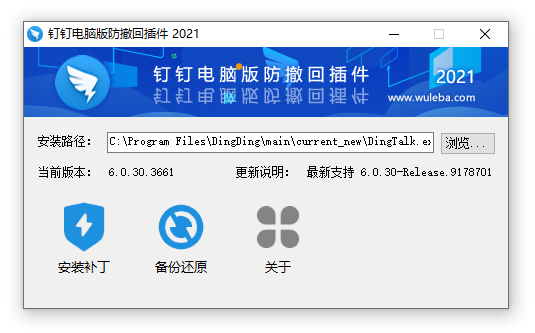 钉钉电脑版防撤回插件 2021
钉钉电脑版防撤回插件
2021
www.wuleba.com
安装路径： C:\Program Files\DingDing\main\current_new\DingTalk.ex 浏览...
当前版本： 6.0.30.3661 更新说明： 最新支持 6.0.30-Release.9178701
安装补丁 备份还原 关于